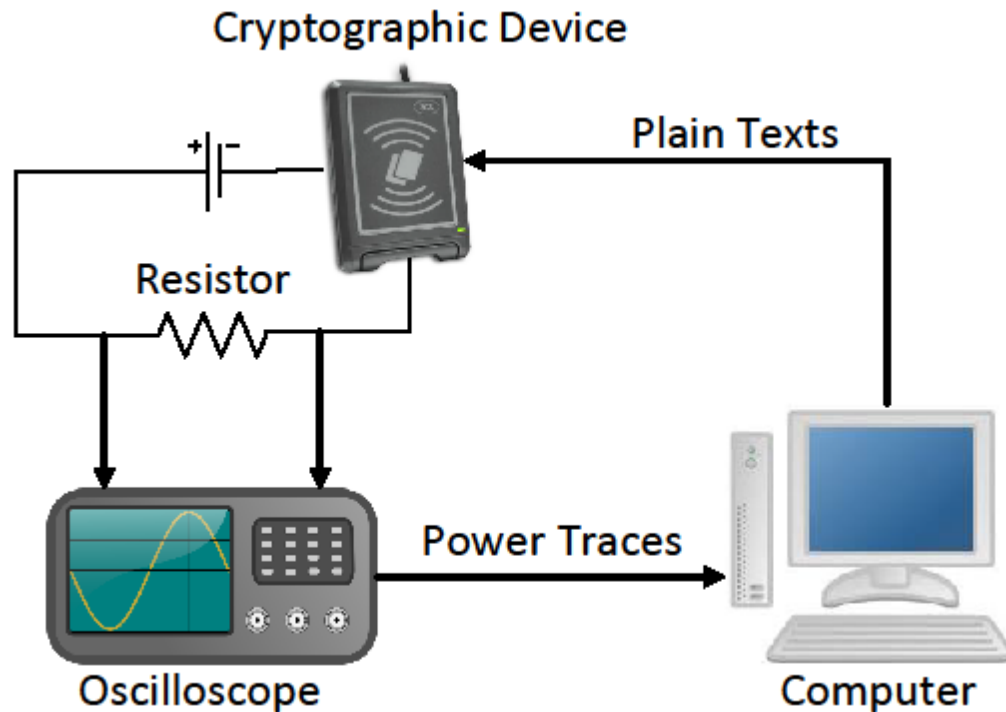 Cryptographic Device
Plain Texts
+ −
Resistor
Power Traces
Oscilloscope
Computer